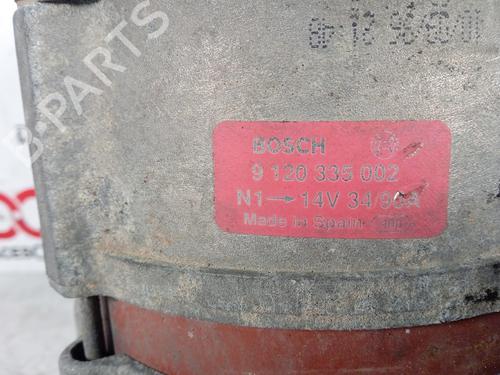 BOSCH
9 120 335 002
N1→ 14V 34/90A
Made in Spain
B-PARTS